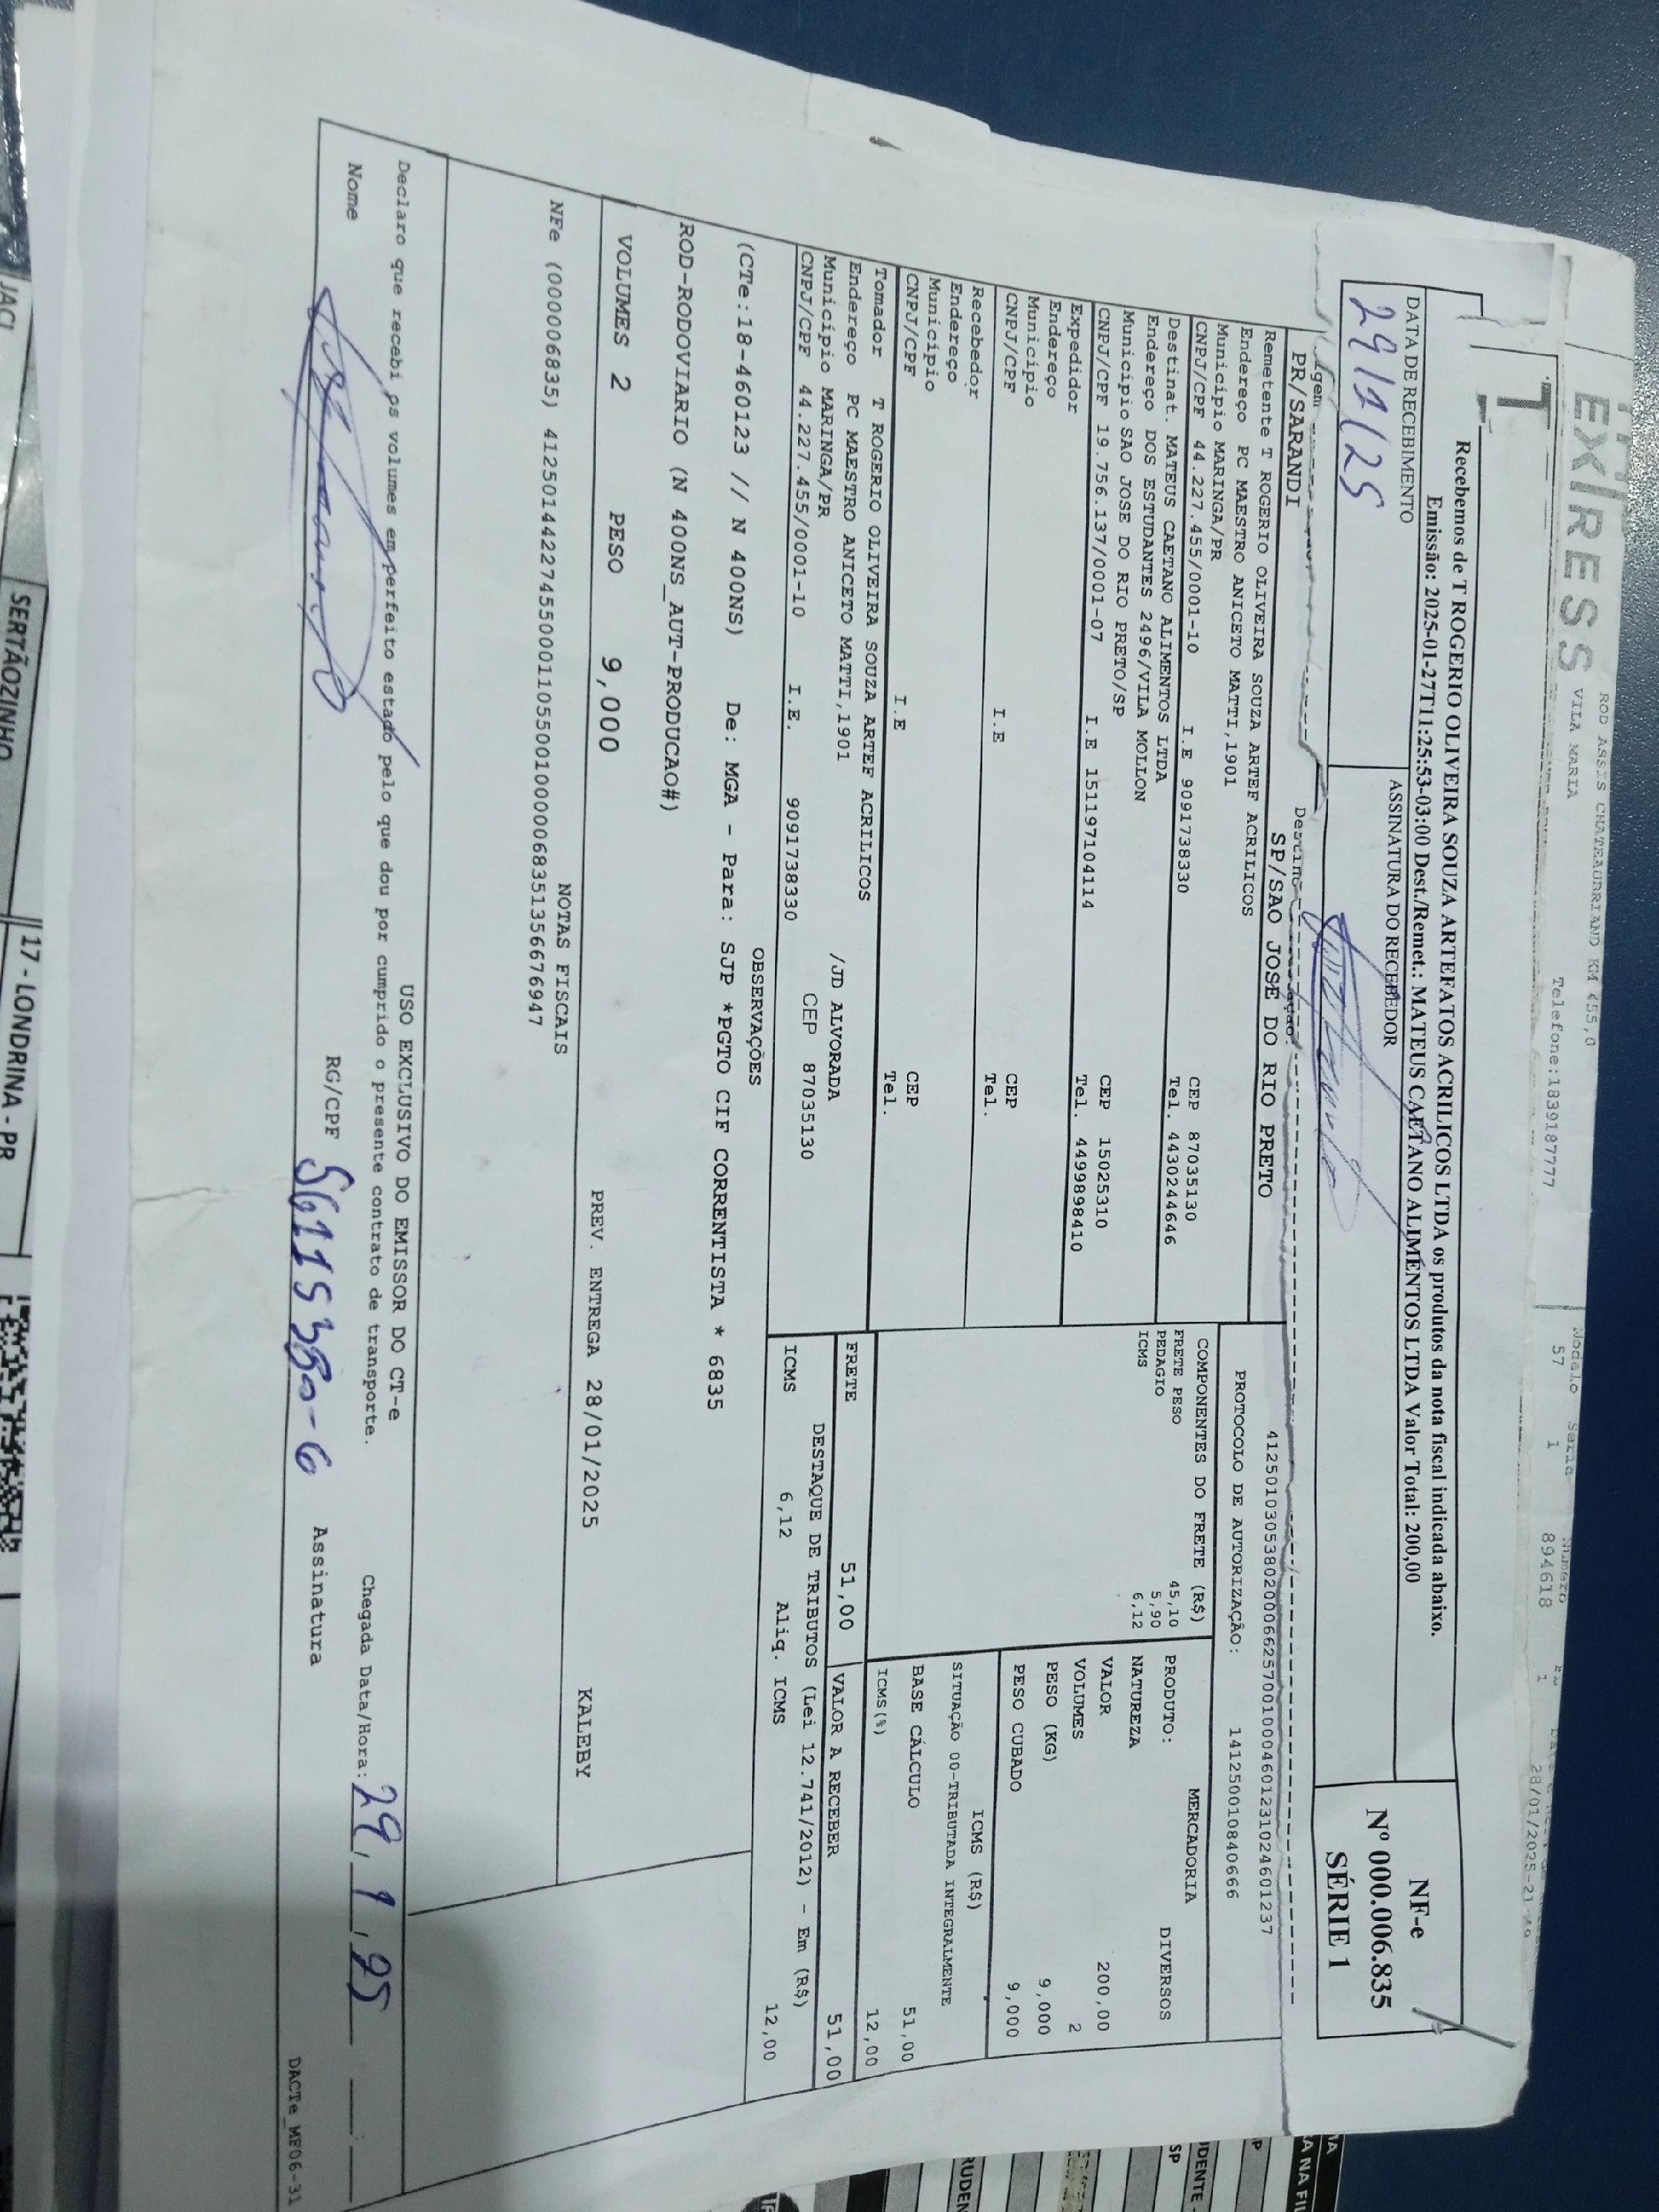 EX RESS
ROD ASSIS CHATEAUBRIAND KM 455,0
VILA MARIA
Telefone:1839187777
Modelo Serie Número
57 1 894618 1 28/01/2025-21
Recebemos de T ROGERIO OLIVEIRA SOUZA ARTEFATOS ACRILICOS LTDA os produtos da nota fiscal indicada abaixo.
Emissão: 2025-01-27T11:25:53-03:00 Dest./Remet.: MATEUS CAETANO ALIMENTOS LTDA Valor Total: 200,00
DATA DE RECEBIMENTO
29/1/25
ASSINATURA DO RECEBEDOR
NF-e
Nº 000.006.835
SÉRIE 1
PR/SARANDI
SP/SAO JOSE DO RIO PRETO
41250103053802000662570010004601231024601237
PROTOCOLO DE AUTORIZAÇÃO: 141250010840666
Remetente T ROGERIO OLIVEIRA SOUZA ARTEF ACRILICOS
Endereço PC MAESTRO ANICETO MATTI,1901
Município MARINGA/PR CEP 87035130
CNPJ/CPF 44.227.455/0001-10 I.E 9091738330 Tel. 4430244646
Destinat. MATEUS CAETANO ALIMENTOS LTDA
Endereço DOS ESTUDANTES 2496/VILA MOLLON
Município SAO JOSE DO RIO PRETO/SP CEP 15025310
CNPJ/CPF 19.756.137/0001-07 I.E 151197104114 Tel. 44998898410
Expedidor
Endereço
Município CEP
CNPJ/CPF I.E Tel.
Recebedor
Endereço
Município CEP
CNPJ/CPF I.E Tel.
Tomador T ROGERIO OLIVEIRA SOUZA ARTEF ACRILICOS
Endereço PC MAESTRO ANICETO MATTI,1901 /JD ALVORADA
Município MARINGA/PR CEP 87035130
CNPJ/CPF 44.227.455/0001-10 I.E. 9091738330
COMPONENTES DO FRETE (R$)
FRETE PESO 45,10
PEDAGIO 5,90
ICMS 6,12
MERCADORIA
PRODUTO: DIVERSOS
NATUREZA
VALOR 200,00
VOLUMES 2
PESO (KG) 9,000
PESO CUBADO 9,000
ICMS (R$)
SITUAÇÃO 00-TRIBUTADA INTEGRALMENTE
BASE CÁLCULO 51,00
ICMS(%) 12,00
FRETE 51,00 VALOR A RECEBER 51,00
DESTAQUE DE TRIBUTOS (Lei 12.741/2012) - Em (R$)
ICMS 6,12 Aliq. ICMS 12,00
OBSERVAÇÕES
(CTe:18-460123 // N 400NS) De: MGA - Para: SJP *PGTO CIF CORRENTISTA * 6835
ROD-RODOVIARIO (N 400NS_AUT-PRODUCAO#)
VOLUMES 2 PESO 9,000 PREV. ENTREGA 28/01/2025 KALEBY
NOTAS FISCAIS
NFe (000006835) 41250144227455000110550010000068351356676947
USO EXCLUSIVO DO EMISSOR DO CT-e
Declaro que recebi os volumes em perfeito estado pelo que dou por cumprido o presente contrato de transporte.
Chegada Data/Hora: 29/1/25
Nome
RG/CPF
Assinatura
DACTe_MF06-31
JACI
SERTÃOZINHO
17 - LONDRINA - PR